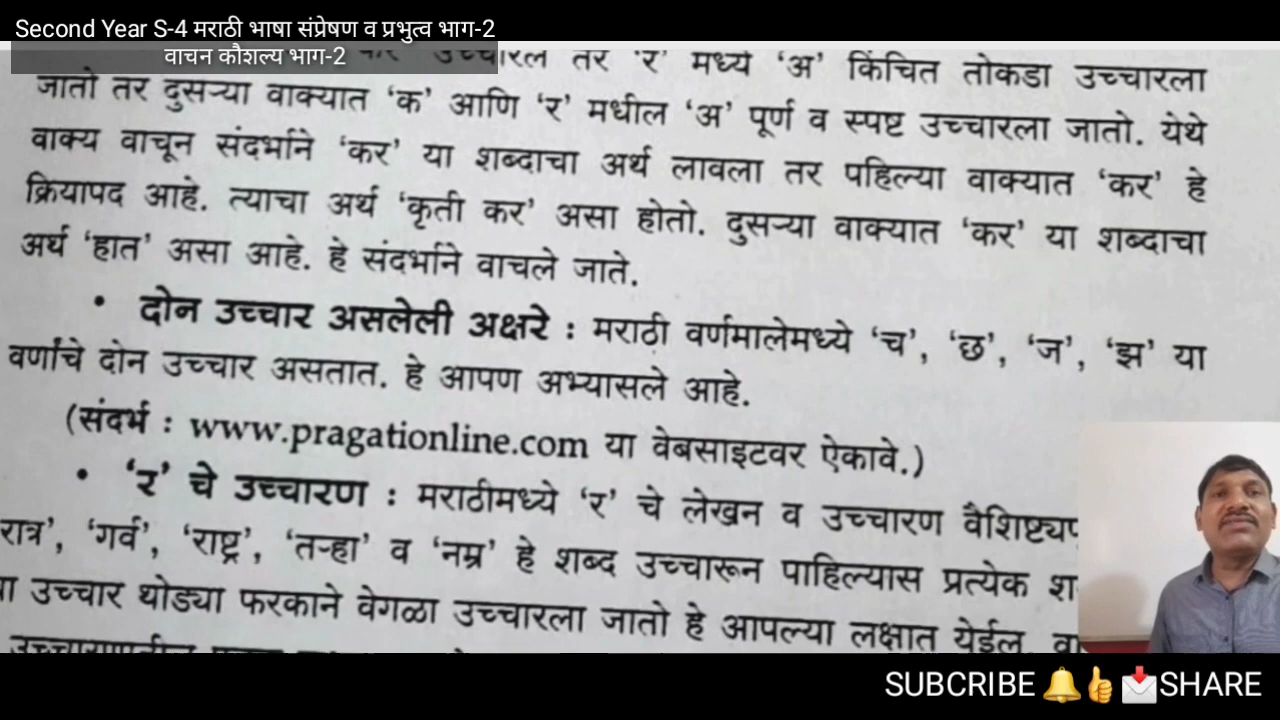 Second Year S-4 मराठी भाषा संप्रेषण व प्रभुत्व भाग-2
वाचन कौशल्य भाग-2
उच्चारल तर 'र' मध्ये 'अ' किंचित तोकडा उच्चारला
जातो तर दुसऱ्या वाक्यात 'क' आणि 'र' मधील 'अ' पूर्ण व स्पष्ट उच्चारला जातो. येथे
वाक्य वाचून संदर्भाने 'कर' या शब्दाचा अर्थ लावला तर पहिल्या वाक्यात 'कर' हे
क्रियापद आहे. त्याचा अर्थ 'कृती कर' असा होतो. दुसऱ्या वाक्यात 'कर' या शब्दाचा
अर्थ 'हात' असा आहे. हे संदर्भाने वाचले जाते.
• दोन उच्चार असलेली अक्षरे : मराठी वर्णमालेमध्ये 'च', 'छ', 'ज', 'झ' या
वर्णांचे दोन उच्चार असतात. हे आपण अभ्यासले आहे.
(संदर्भ : www.pragationline.com या वेबसाइटवर ऐकावे.)
• 'र' चे उच्चारण : मराठीमध्ये 'र' चे लेखन व उच्चारण
रात्र', 'गर्व', 'राष्ट्र', 'तऱ्हा' व 'नम्र' हे शब्द उच्चारून पाहिल्यास प्रत्येक
उच्चार थोड्या फरकाने वेगळा उच्चारला जातो हे आपल्या लक्षात येईल.
SUBCRIBE 🔔👍 📩SHARE